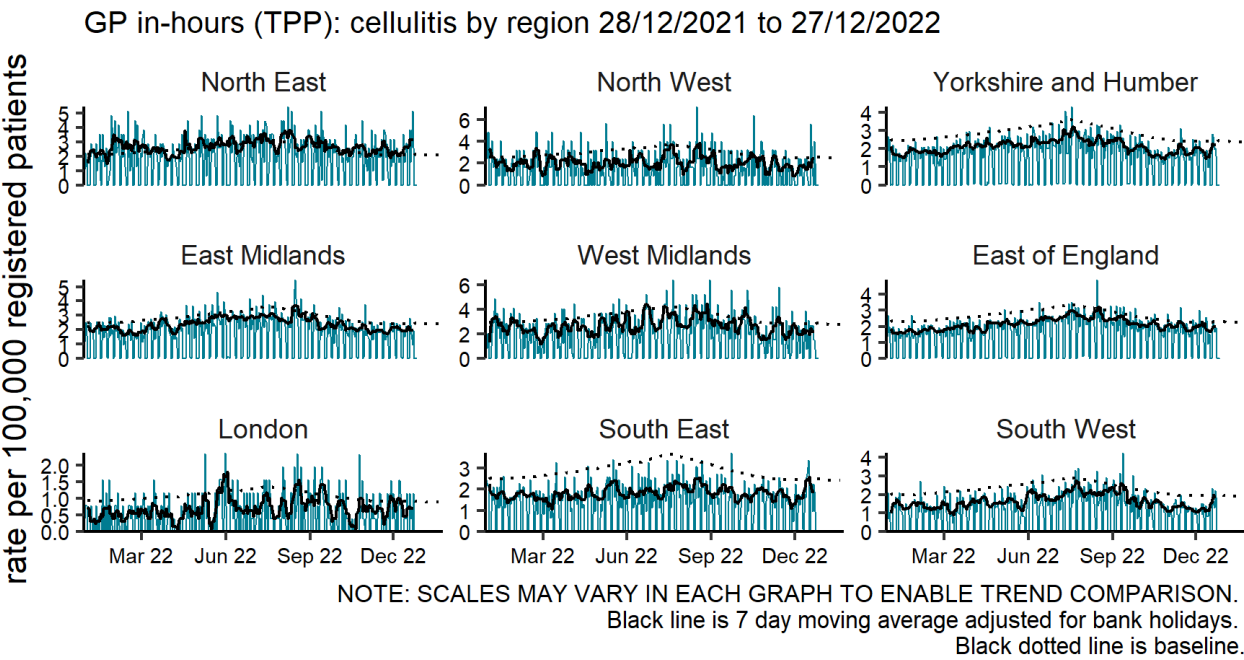 GP in-hours (TPP): cellulitis by region 28/12/2021 to 27/12/2022
rate per 100,000 registered patients
North East
5
4
3
2
1
0
North West
6
4
2
0
Yorkshire and Humber
4
3
2
1
0
East Midlands
5
4
3
2
1
0
West Midlands
6
4
2
0
East of England
4
3
2
1
0
London
2.0
1.5
1.0
0.5
0.0
South East
3
2
1
0
South West
4
3
2
1
0
Mar 22 Jun 22 Sep 22 Dec 22
Mar 22 Jun 22 Sep 22 Dec 22
Mar 22 Jun 22 Sep 22 Dec 22
NOTE: SCALES MAY VARY IN EACH GRAPH TO ENABLE TREND COMPARISON.
Black line is 7 day moving average adjusted for bank holidays.
Black dotted line is baseline.